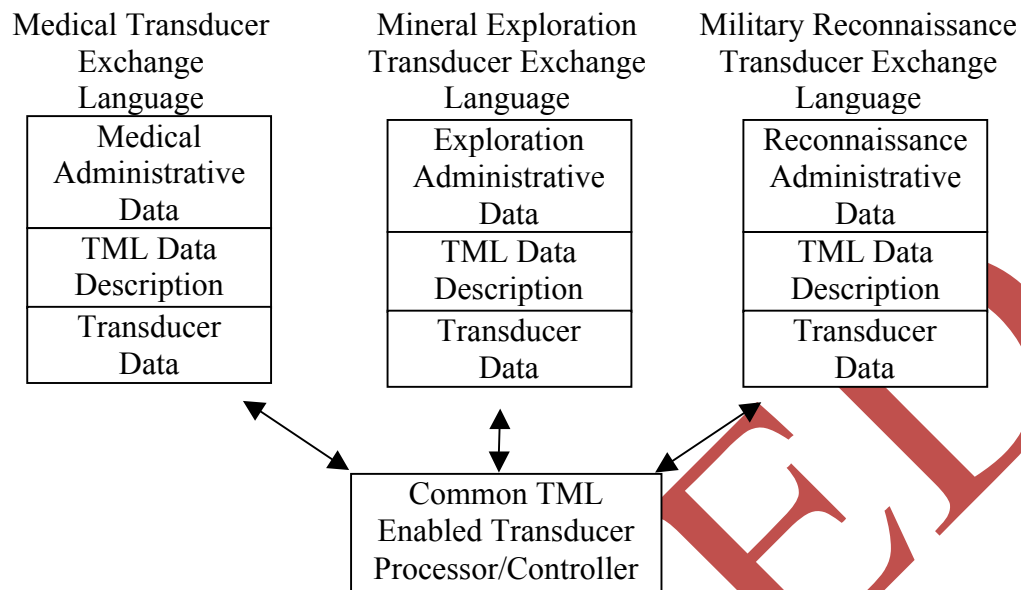 Medical Transducer
Exchange
Language
Medical
Administrative
Data
TML Data
Description
Transducer
Data
Mineral Exploration
Transducer Exchange
Language
Exploration
Administrative
Data
TML Data
Description
Transducer
Data
Military Reconnaissance
Transducer Exchange
Language
Reconnaissance
Administrative
Data
TML Data
Description
Transducer
Data
Common TML
Enabled Transducer
Processor/Controller
ED